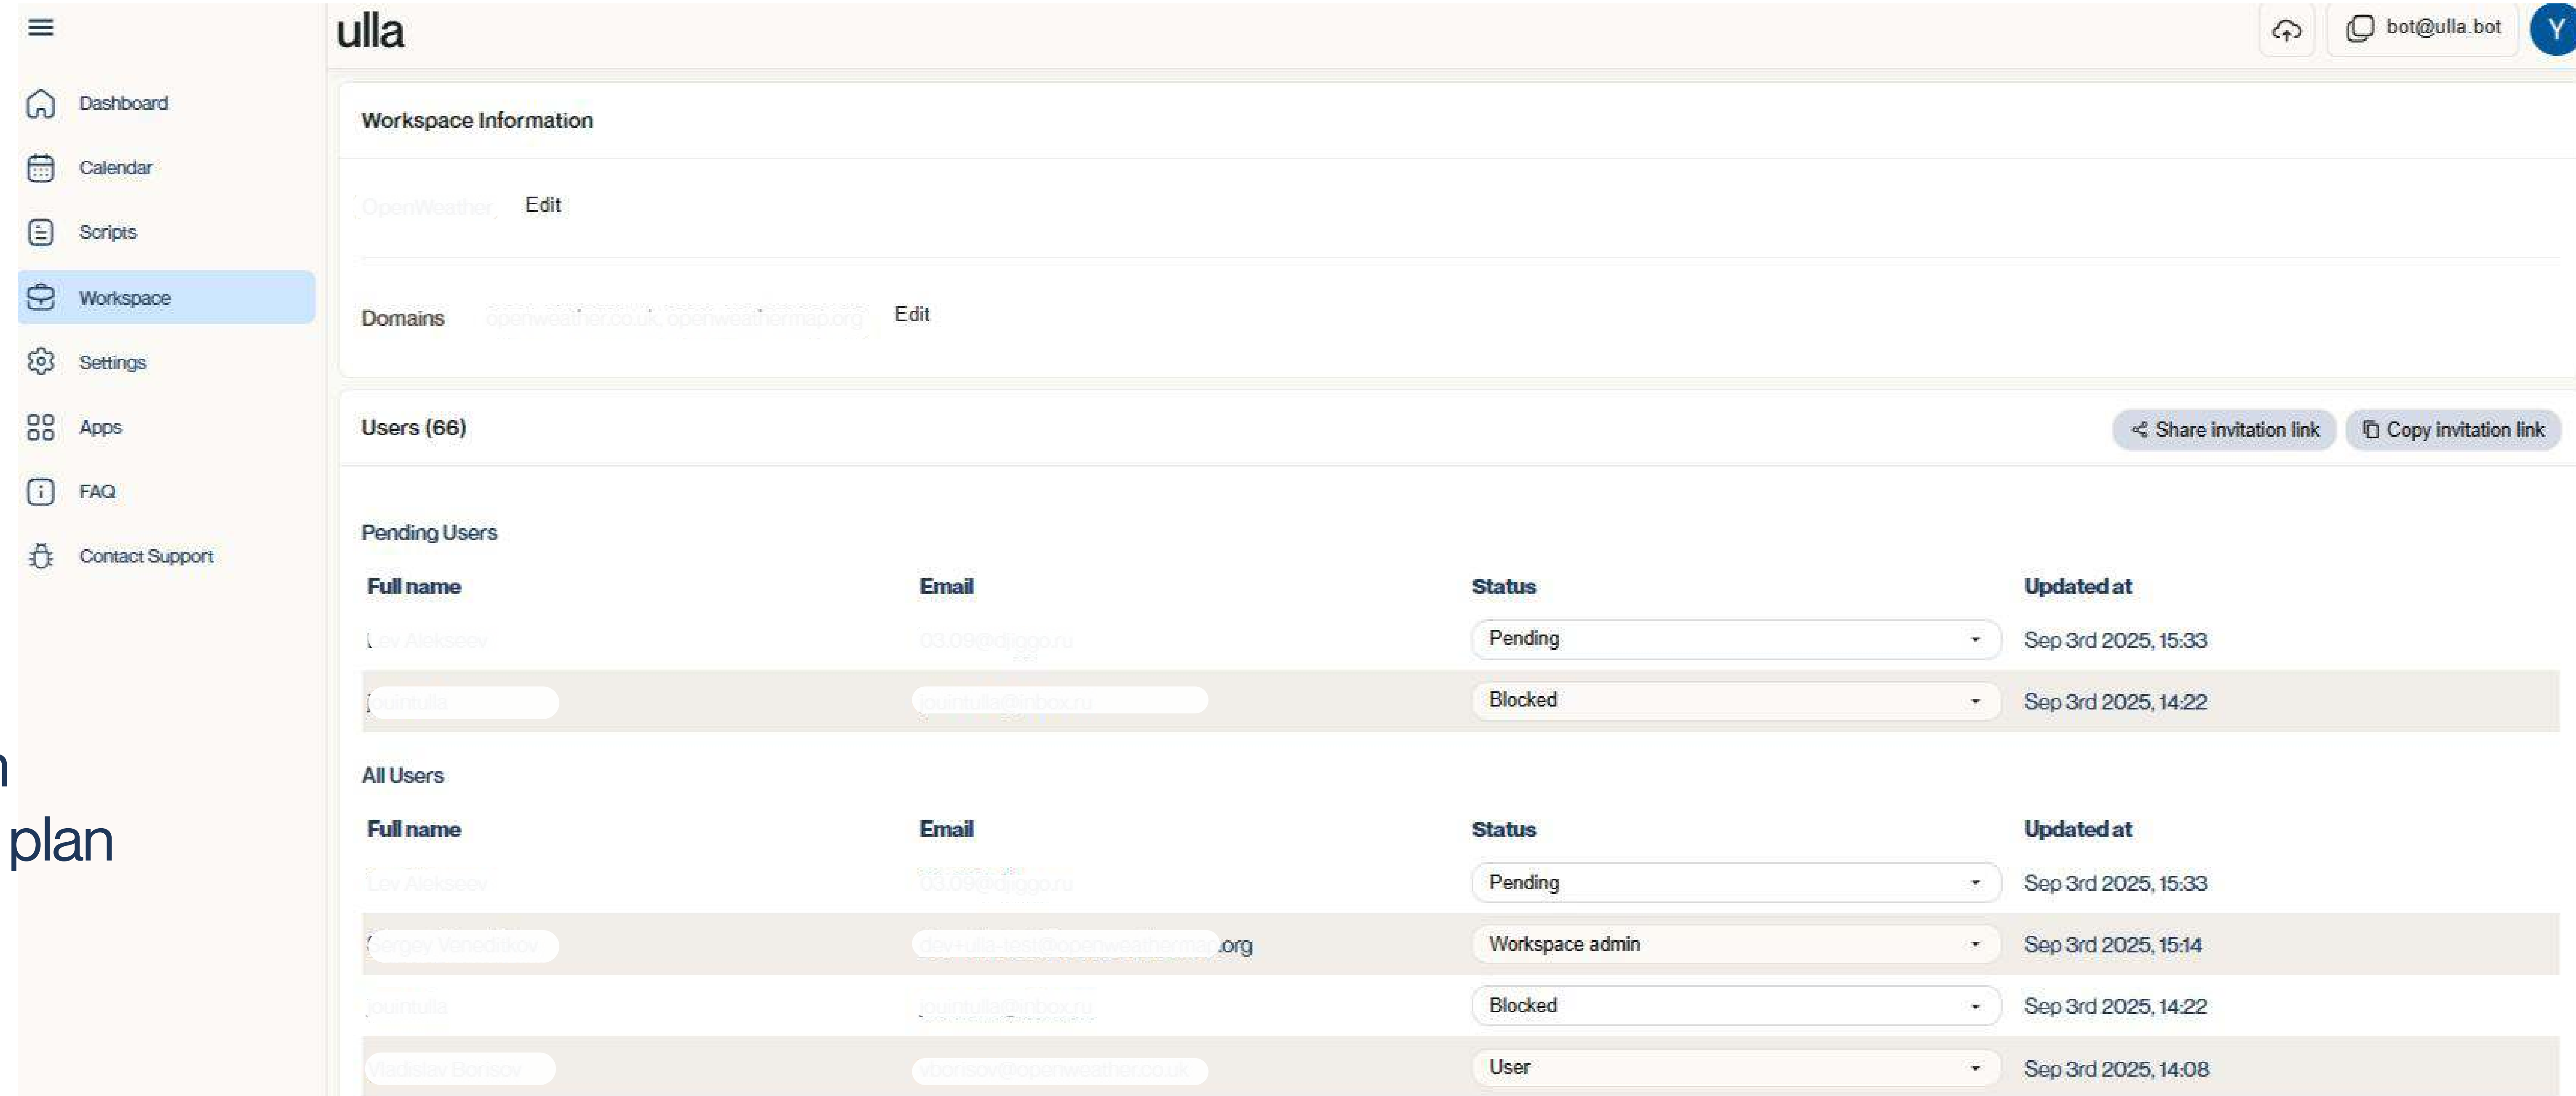 ulla
bot@ulla.bot
Y
Dashboard
Calendar
Scripts
Workspace
Settings
Apps
FAQ
Contact Support
n
plan
Workspace Information
Edit
Domains Edit
Users (66) Share invitation link Copy invitation link
Pending Users
Full name Email Status Updated at
Pending Sep 3rd 2025, 15:33
Blocked Sep 3rd 2025, 14:22
All Users
Full name Email Status Updated at
Pending Sep 3rd 2025, 15:33
.org Workspace admin Sep 3rd 2025, 15:14
Blocked Sep 3rd 2025, 14:22
User Sep 3rd 2025, 14:08